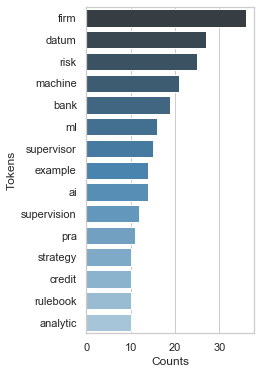 firm
datum
risk
machine
bank
ml
supervisor
example
ai
supervision
pra
strategy
credit
rulebook
analytic
Tokens
0 10 20 30
Counts